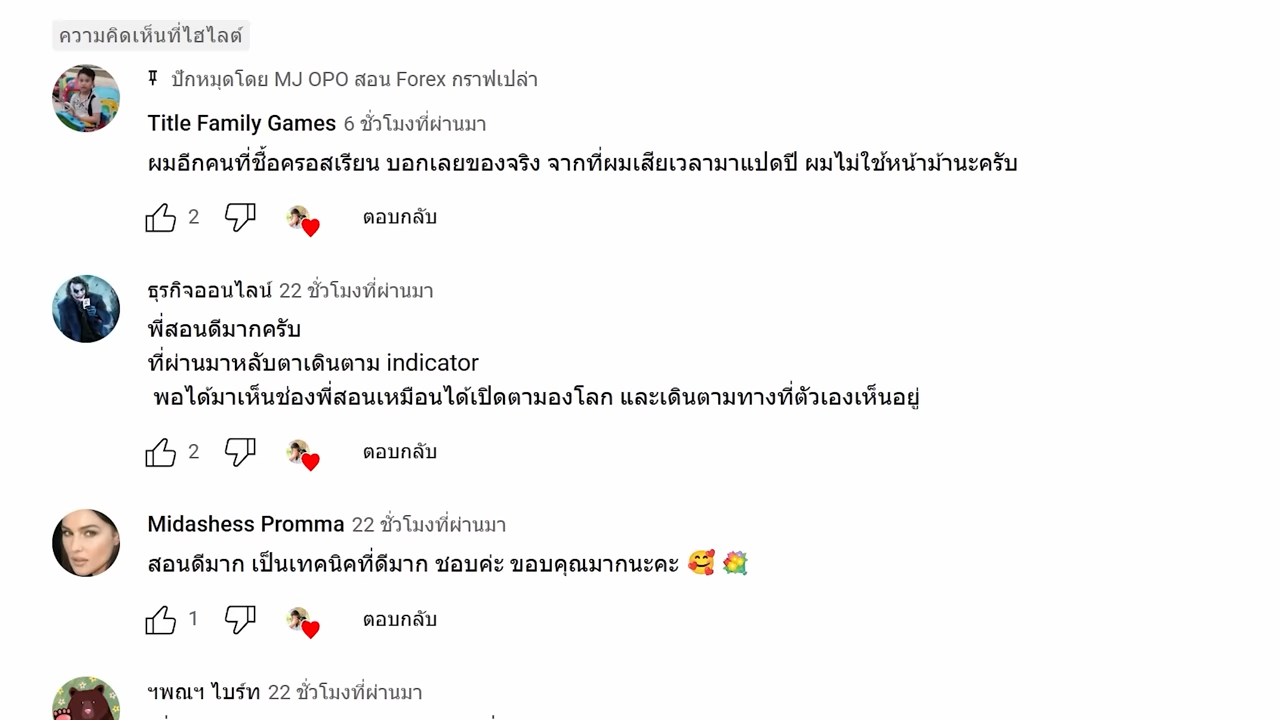 ความคิดเห็นที่ไฮไลต์
ปักหมุดโดย MJ OPO สอน Forex กราฟเปล่า
Title Family Games 6 ชั่วโมงที่ผ่านมา
ผมอีกคนที่ชื้อครอสเรียน บอกเลยของจริง จากที่ผมเสียเวลามาแปดปี ผมไม่ใช้หน้าม้านะครับ
2 ตอบกลับ
ธุรกิจออนไลน์ 22 ชั่วโมงที่ผ่านมา
พี่สอนดีมากครับ
ที่ผ่านมาหลับตาเดินตาม indicator
พอได้มาเห็นช่องพี่สอนเหมือนได้เปิดตามองโลก และเดินตามทางที่ตัวเองเห็นอยู่
2 ตอบกลับ
Midashess Promma 22 ชั่วโมงที่ผ่านมา
สอนดีมาก เป็นเทคนิคที่ดีมาก ชอบค่ะ ขอบคุณมากนะคะ 🥰 💐
1 ตอบกลับ
ฯพณฯ ไบร์ท 22 ชั่วโมงที่ผ่านมา